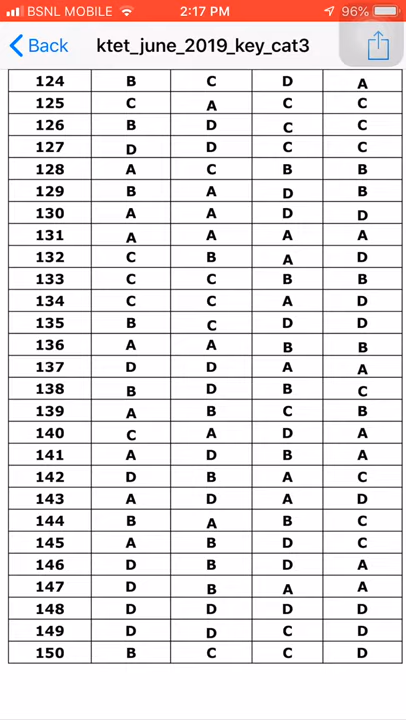 BSNL MOBILE 2:17 PM 96%
Back ktet_june_2019_key_cat3
124 B C D A
125 C A C C
126 B D C C
127 D D C C
128 A C B B
129 B A D B
130 A A D D
131 A A A A
132 C B A D
133 C C B B
134 C C A D
135 B C D D
136 A A B B
137 D D A A
138 B D B C
139 A B C B
140 C A D A
141 A D B A
142 D B A C
143 A D A D
144 B A B C
145 A B D C
146 D B D A
147 D B A A
148 D D D D
149 D D C D
150 B C C D